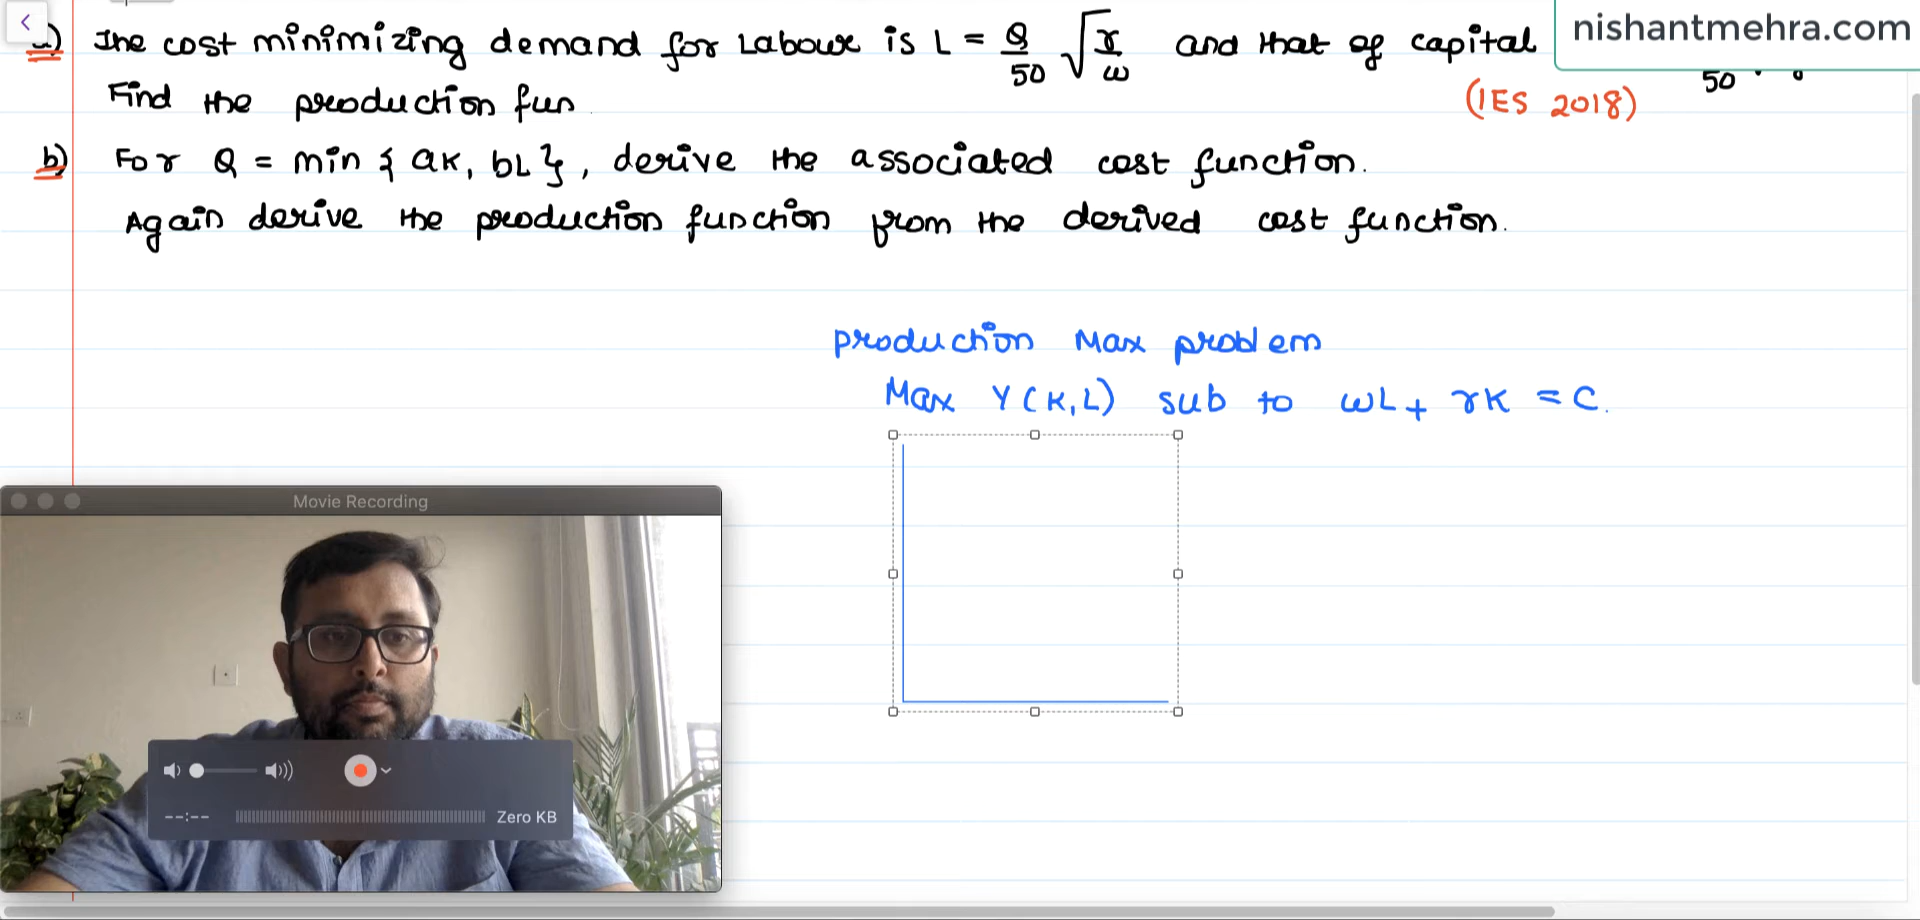 nishantmehra.com
a) The cost minimizing demand for Labour is L = Q/50 √(r/w) and that of capital
50
Find the production fun
(IES 2018)
b) For Q = min { aK, bL }, derive the associated cost function.
Again derive the production function from the derived cost function.
production Max problem
Max Y(K,L) sub to wL + rK = C.
Movie Recording
--:--
Zero KB